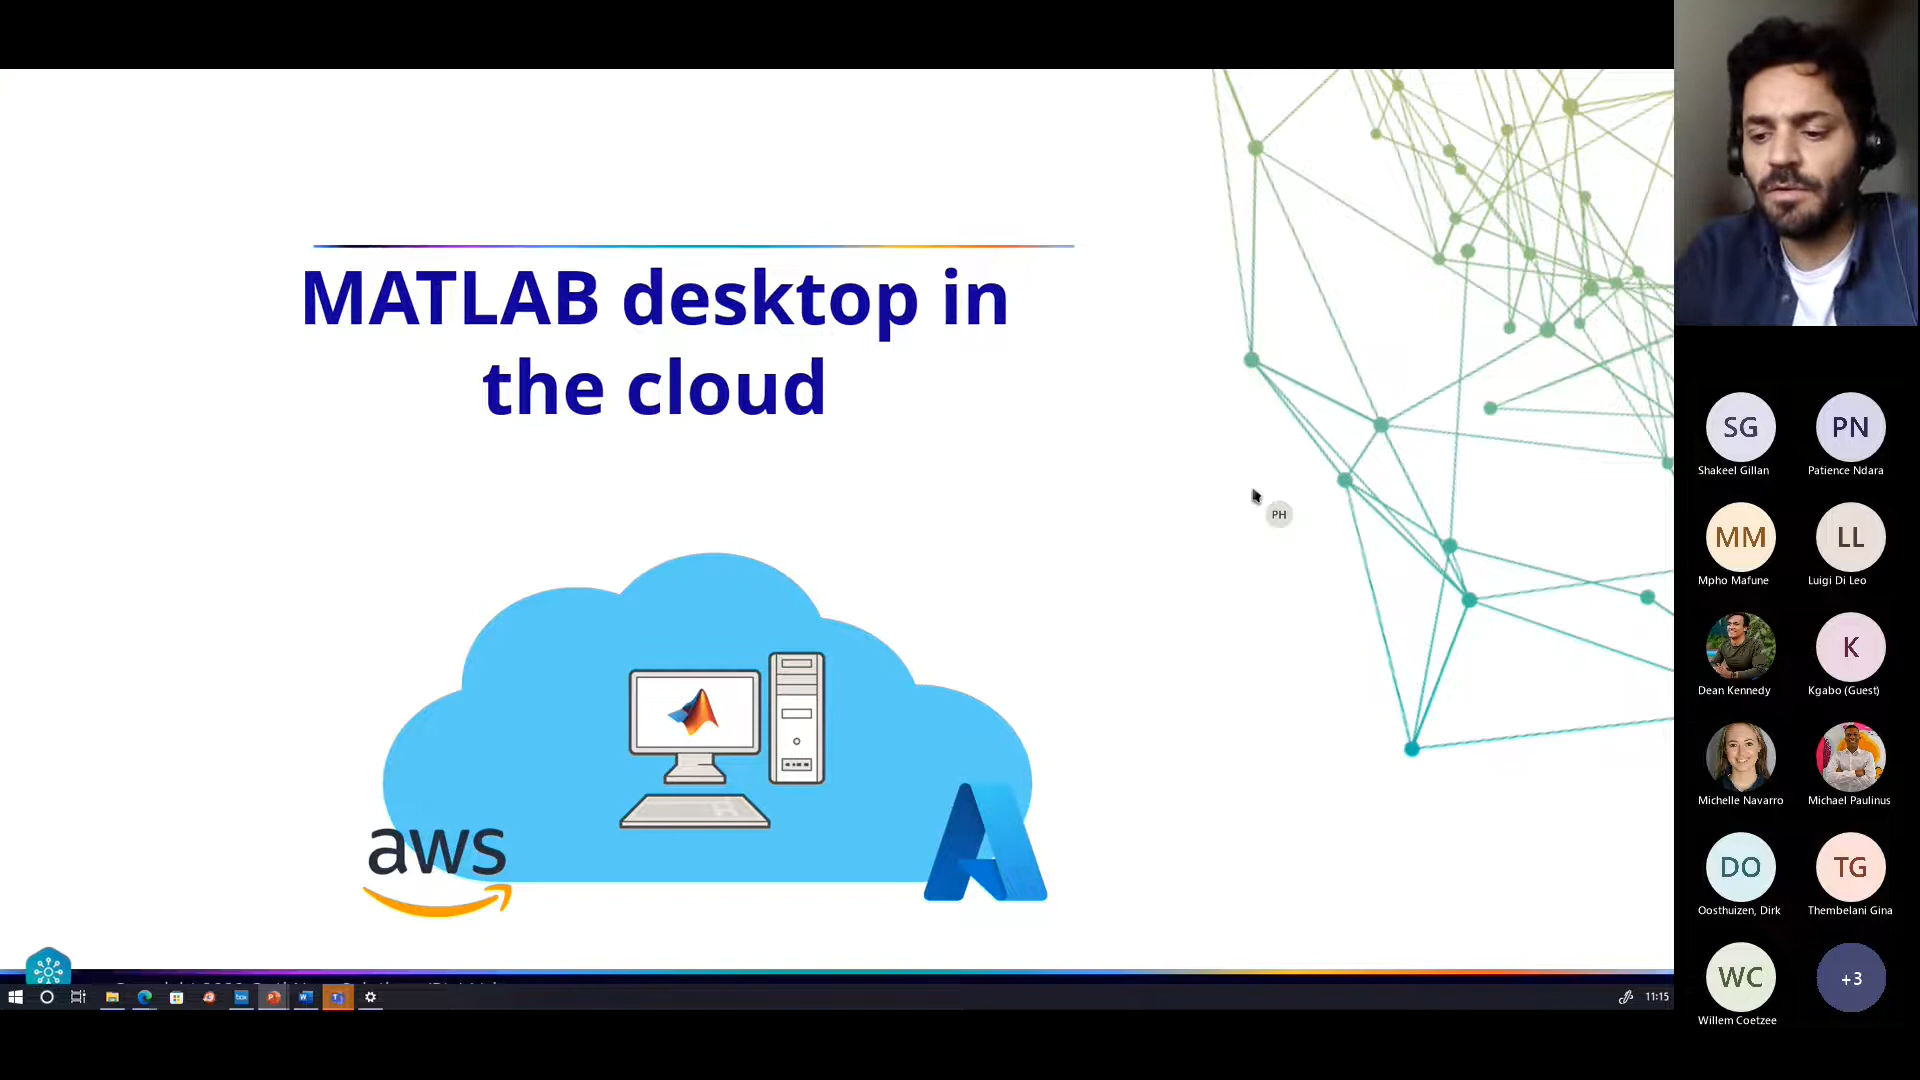 MATLAB desktop in
the cloud
PH
aws
11:15
SG
PN
Shakeel Gillan
Patience Ndara
MM
LL
Mpho Mafune
Luigi Di Leo
K
Dean Kennedy
Kgabo (Guest)
Michelle Navarro
Michael Paulinus
DO
TG
Oosthuizen, Dirk
Thembelani Gina
WC
+3
Willem Coetzee